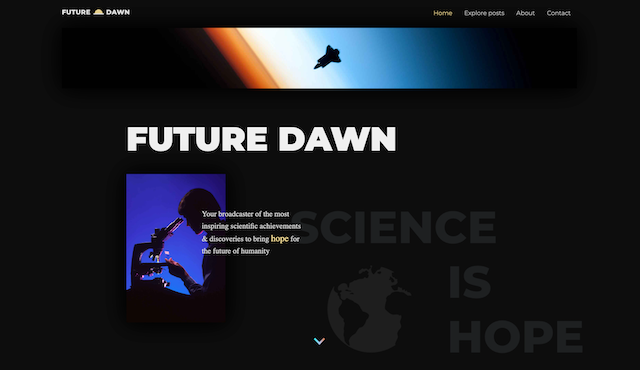 FUTURE DAWN
Home Explore posts About Contact
FUTURE DAWN
Your broadcaster of the most
inspiring scientific achievements
& discoveries to bring hope for
the future of humanity
SCIENCE
IS
HOPE